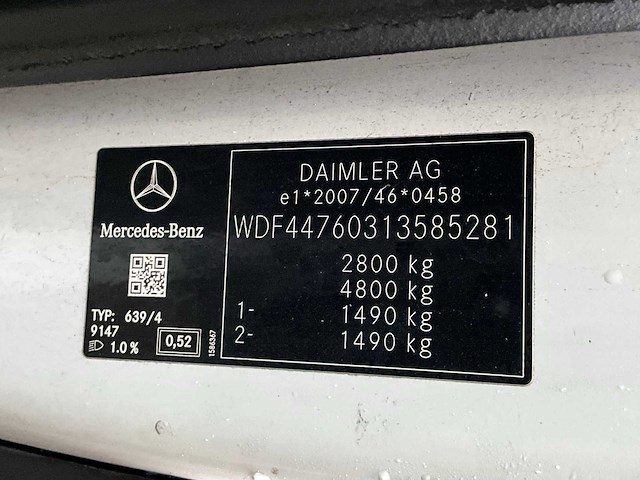 Mercedes-Benz
TYP: 639/4
9147
1.0 %
0,52
1586367
DAIMLER AG
e1*2007/46*0458
WDF44760313585281
2800 kg
4800 kg
1- 1490 kg
2- 1490 kg